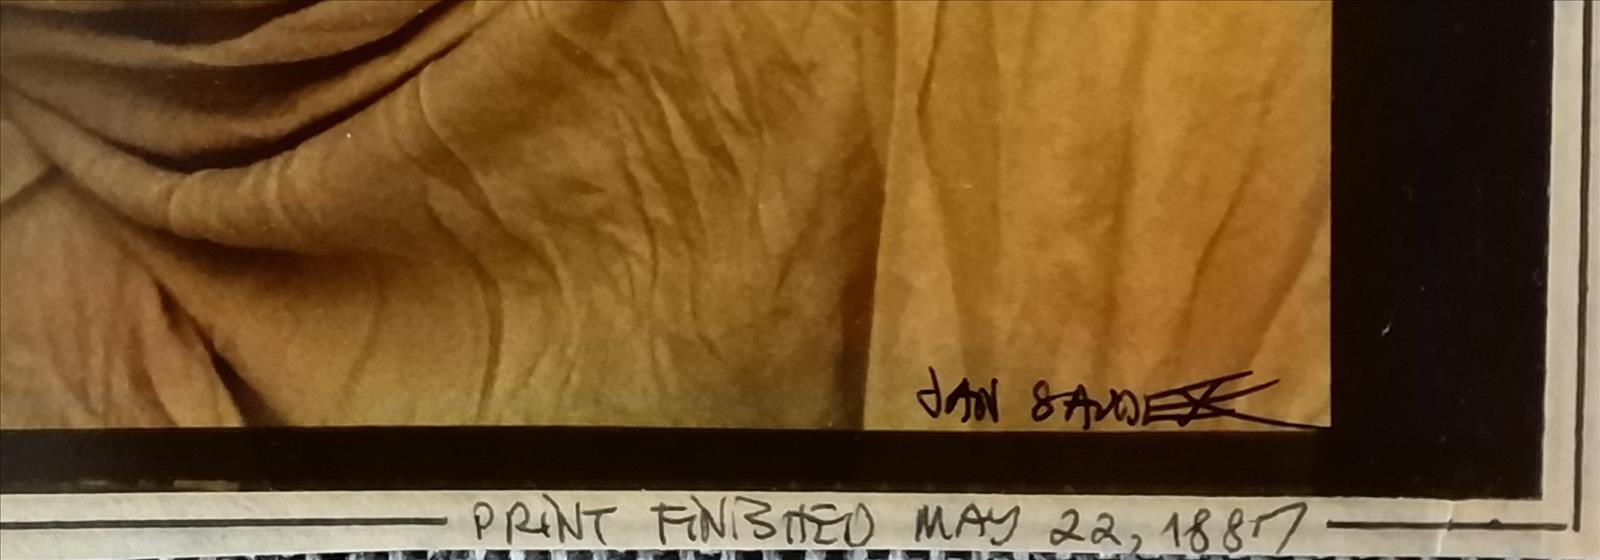 JAN SAUDEK
PRINT FINISHED MAY 22, 1887